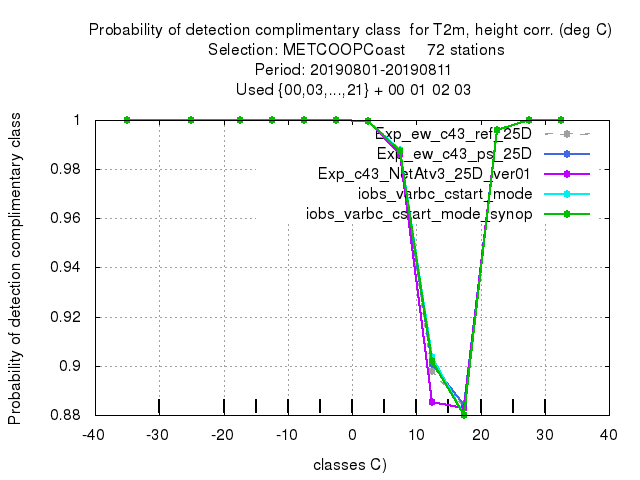 Probability of detection complimentary class for T2m, height corr. (deg C)
Selection: METCOOPCoast 72 stations
Period: 20190801-20190811
Used {00,03,...,21} + 00 01 02 03
Probability of detection complimentary class
1
0.98
0.96
0.94
0.92
0.9
0.88
Exp_ew_c43_ref_25D
Exp_ew_c43_ps_25D
Exp_c43_NetAtv3_25D_ver01
iobs_varbc_cstart_mode
iobs_varbc_cstart_mode_synop
-40 -30 -20 -10 0 10 20 30 40
classes C)